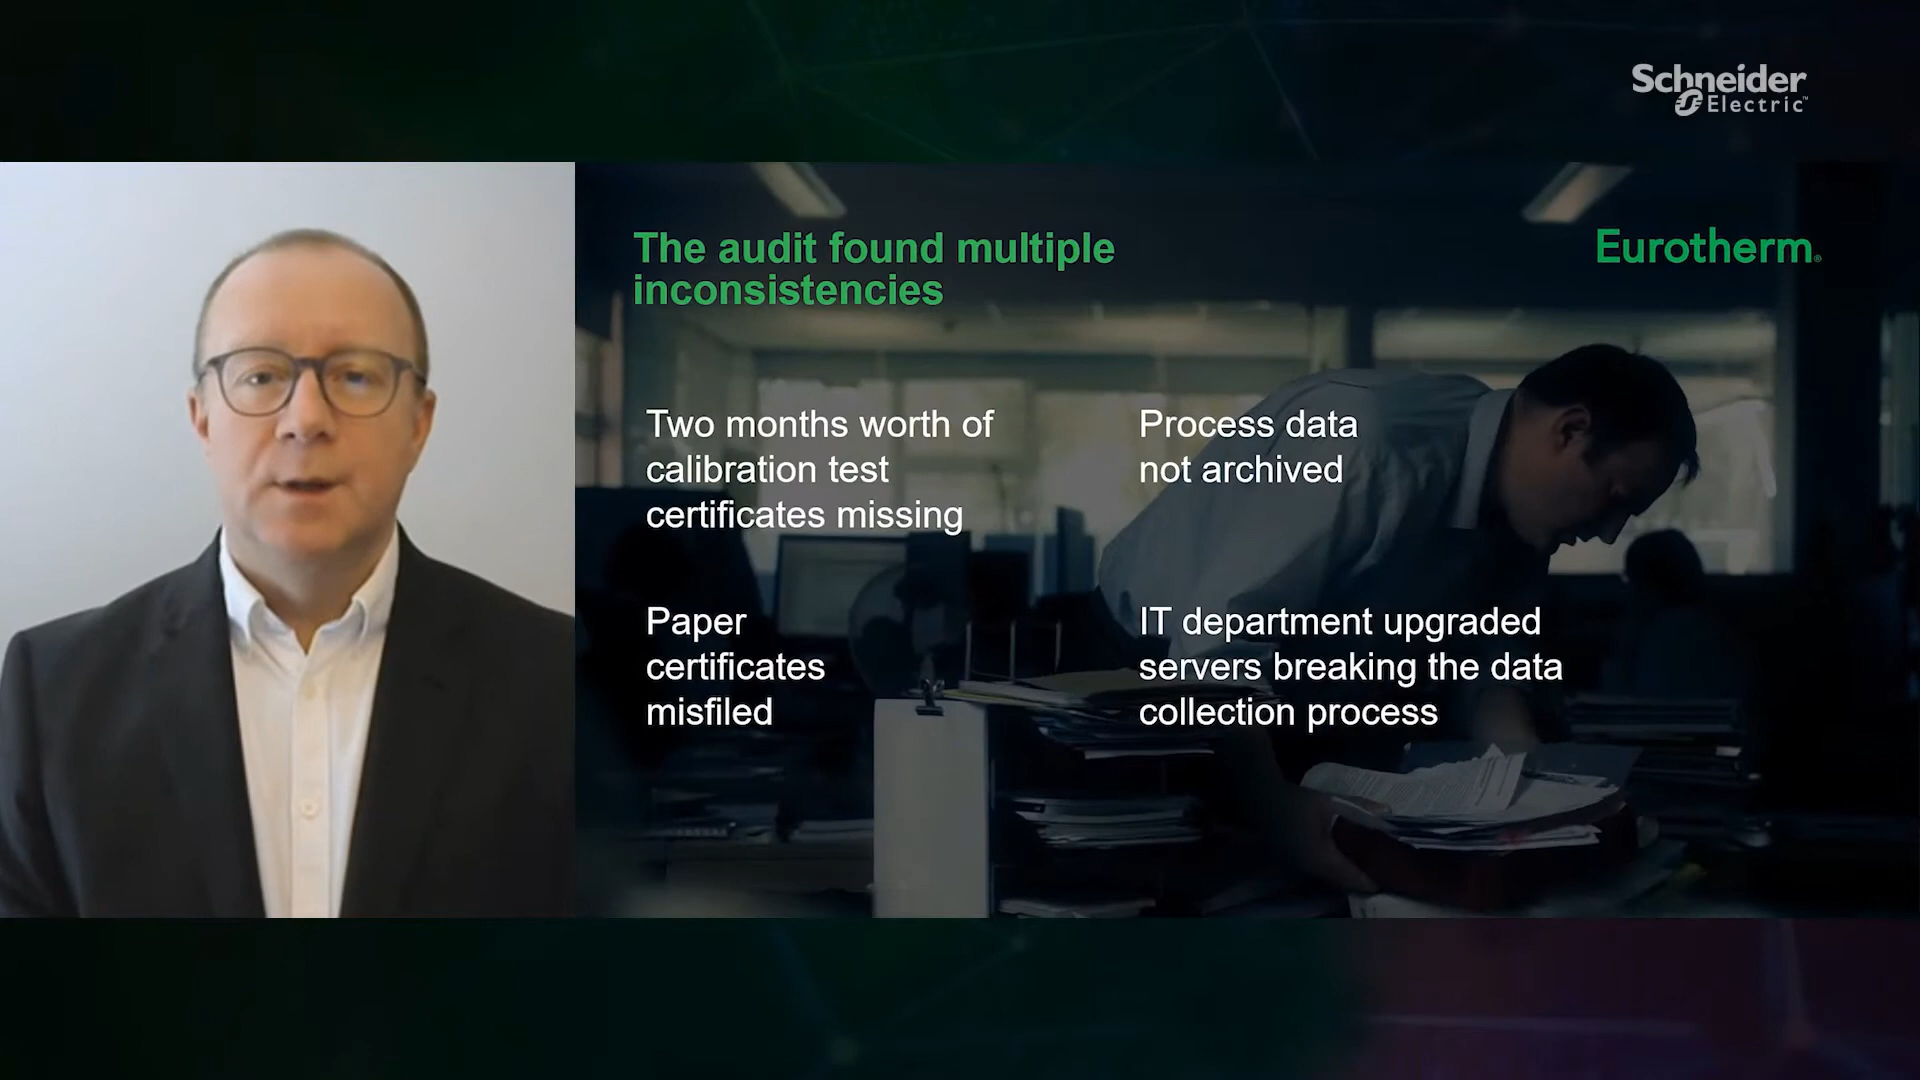 Schneider
Electric™
The audit found multiple
inconsistencies
Eurotherm®
Two months worth of
calibration test
certificates missing
Process data
not archived
Paper
certificates
misfiled
IT department upgraded
servers breaking the data
collection process